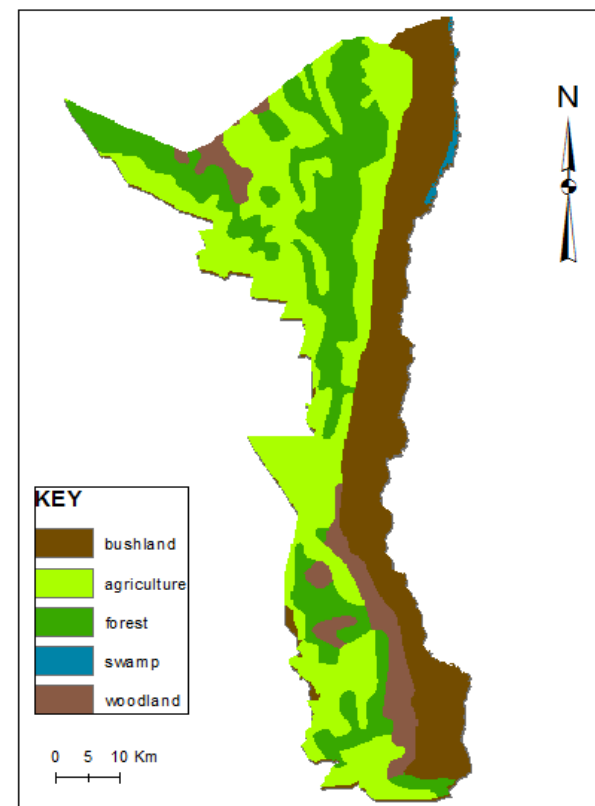 N
KEY
bushland
agriculture
forest
swamp
woodland
0 5 10 Km